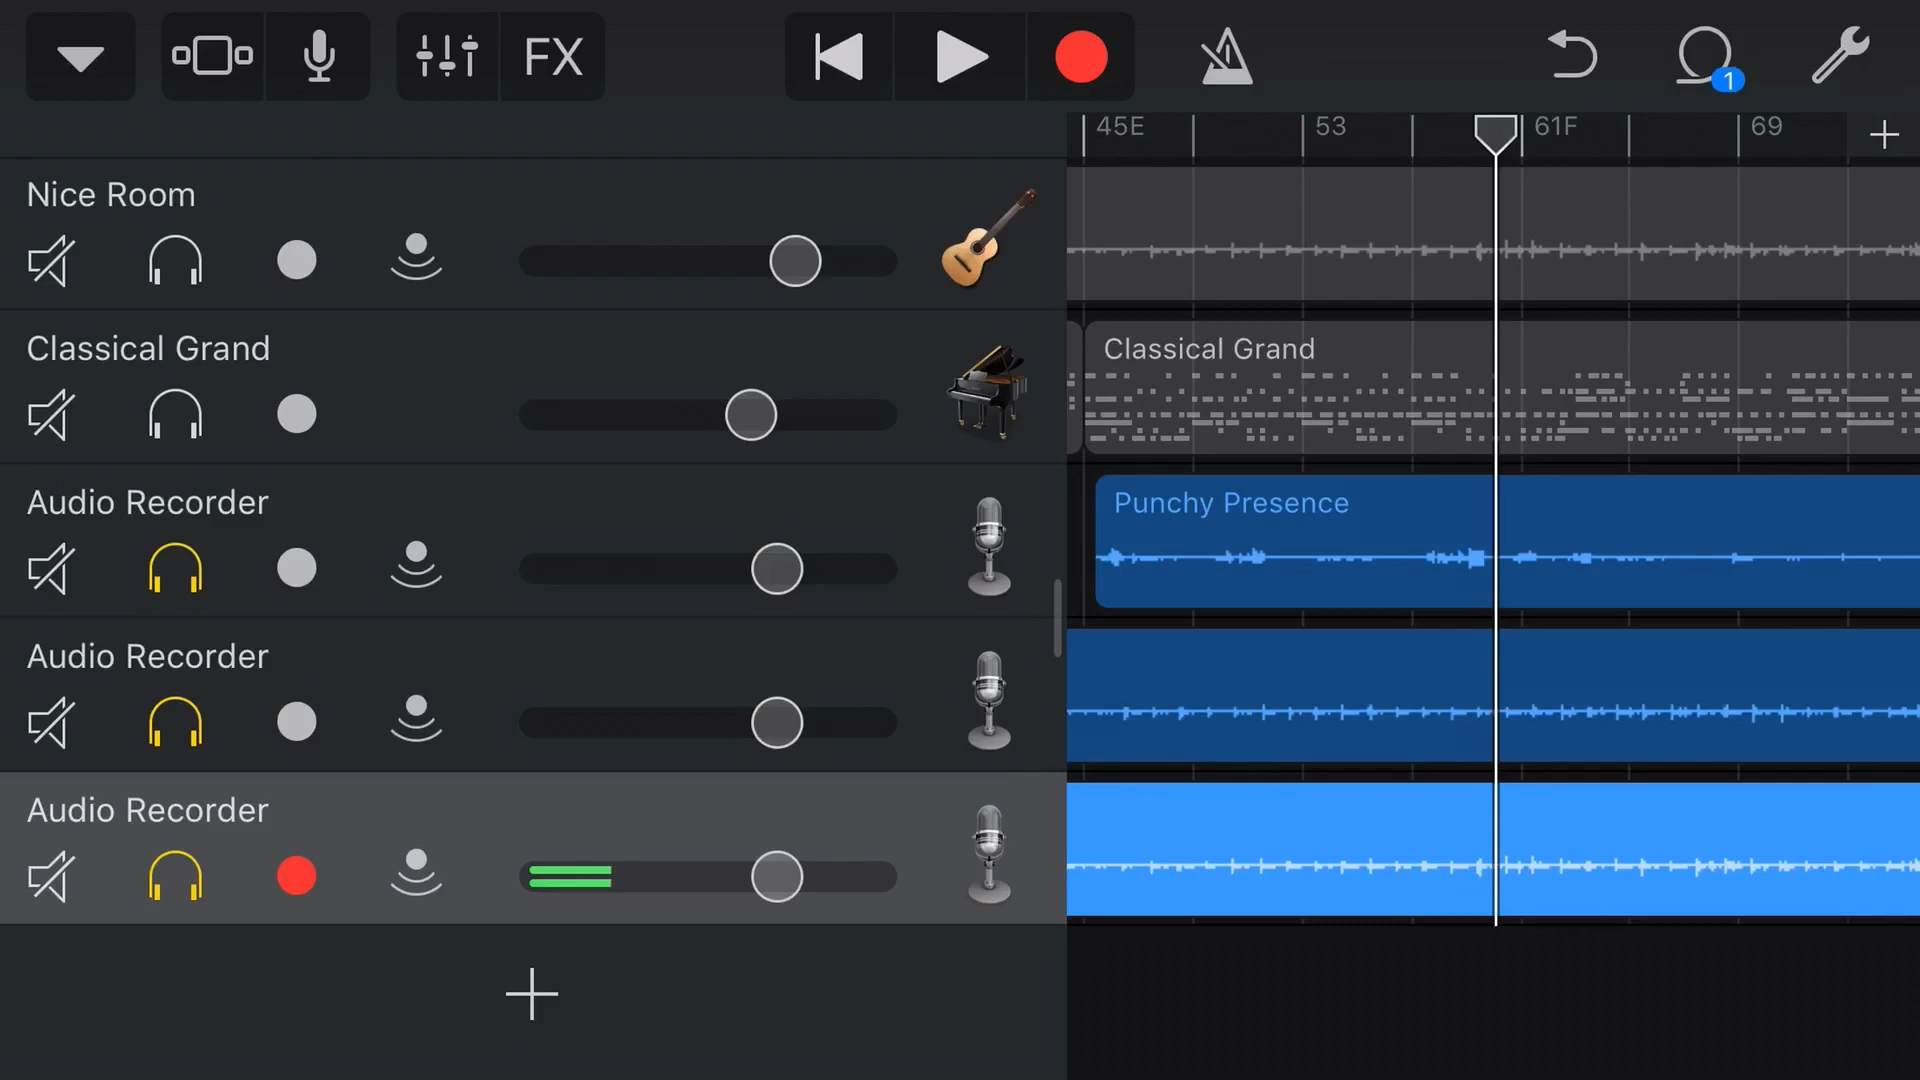 FX
1
45E 53 61F 69
Nice Room
Classical Grand
Classical Grand
Audio Recorder
Punchy Presence
Audio Recorder
Audio Recorder